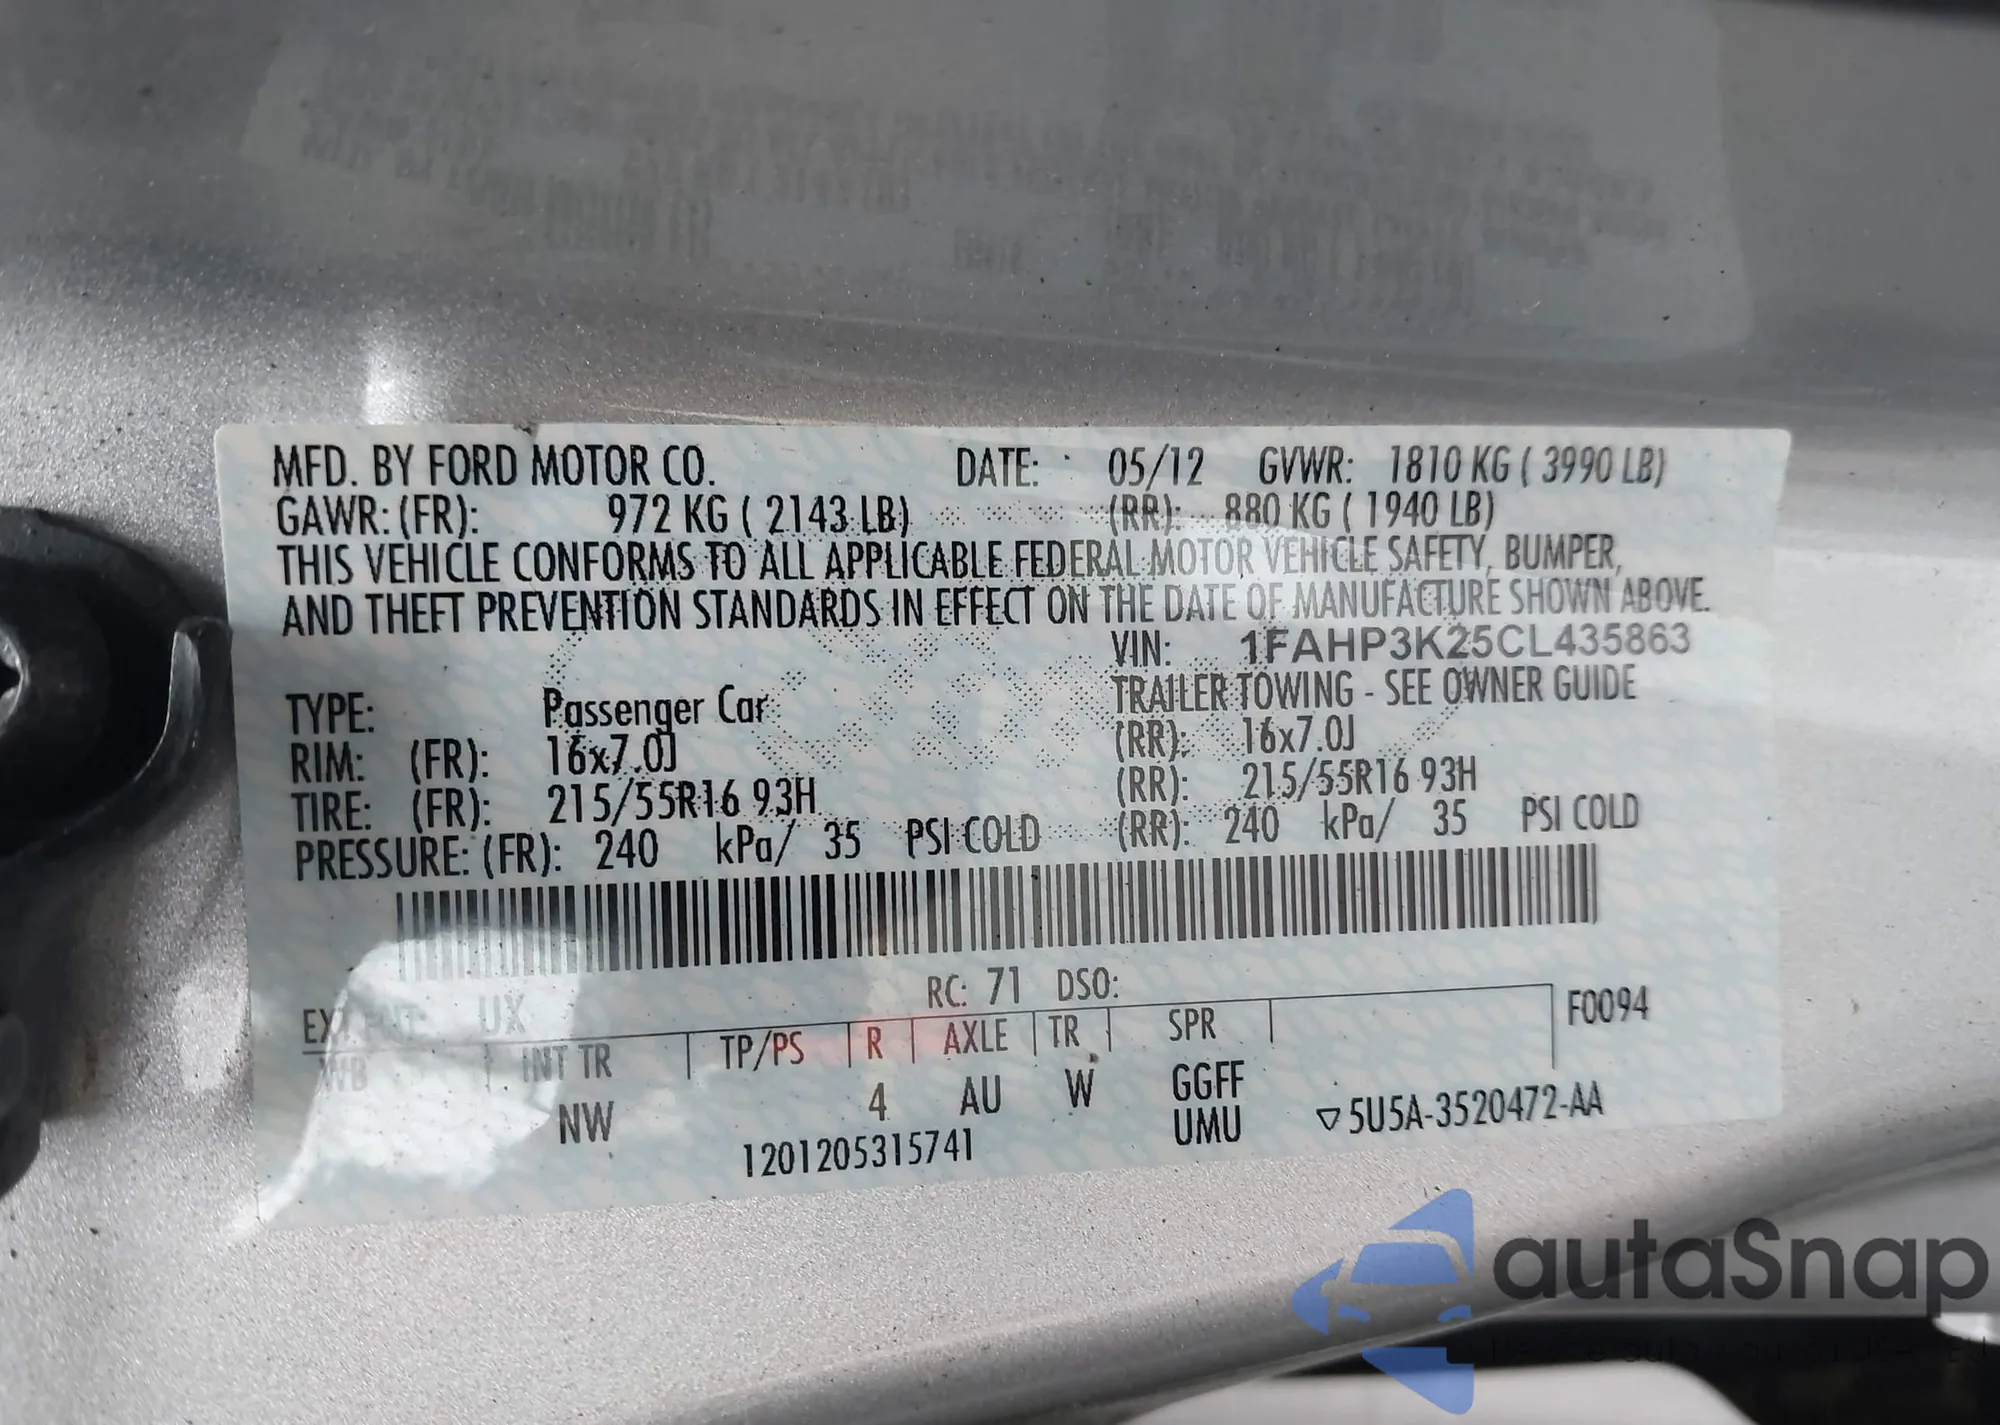 MFD. BY FORD MOTOR CO. DATE: 05/12 GVWR: 1810 KG ( 3990 LB)
GAWR: (FR): 972 KG ( 2143 LB) (RR): 880 KG ( 1940 LB)
THIS VEHICLE CONFORMS TO ALL APPLICABLE FEDERAL MOTOR VEHICLE SAFETY, BUMPER,
AND THEFT PREVENTION STANDARDS IN EFFECT ON THE DATE OF MANUFACTURE SHOWN ABOVE.
VIN: 1FAHP3K25CL435863
TYPE: Passenger Car TRAILER TOWING - SEE OWNER GUIDE
RIM: (FR): 16x7.0J (RR): 16x7.0J
TIRE: (FR): 215/55R16 93H (RR): 215/55R16 93H
PRESSURE: (FR): 240 kPa/ 35 PSI COLD (RR): 240 kPa/ 35 PSI COLD
RC: 71 DSO:
EXT PNT: UX F0094
WB INT TR TP/PS R AXLE TR SPR
NW 4 AU W GGFF
UMU
1201205315741 5U5A-3520472-AA
autaSnap